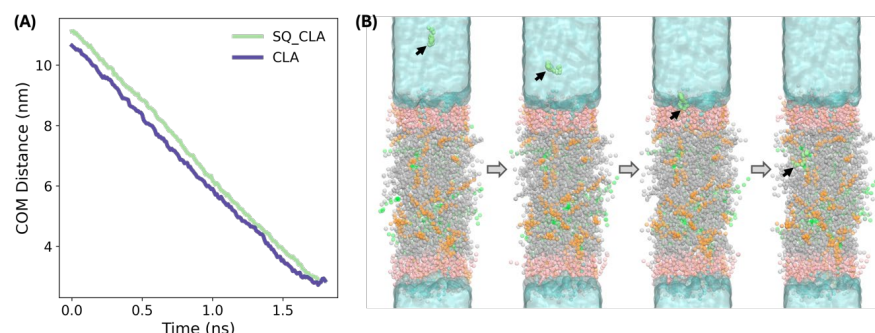 (A)
SQ_CLA
CLA
10
8
6
4
COM Distance (nm)
0.0 0.5 1.0 1.5
Time (ns)
(B)